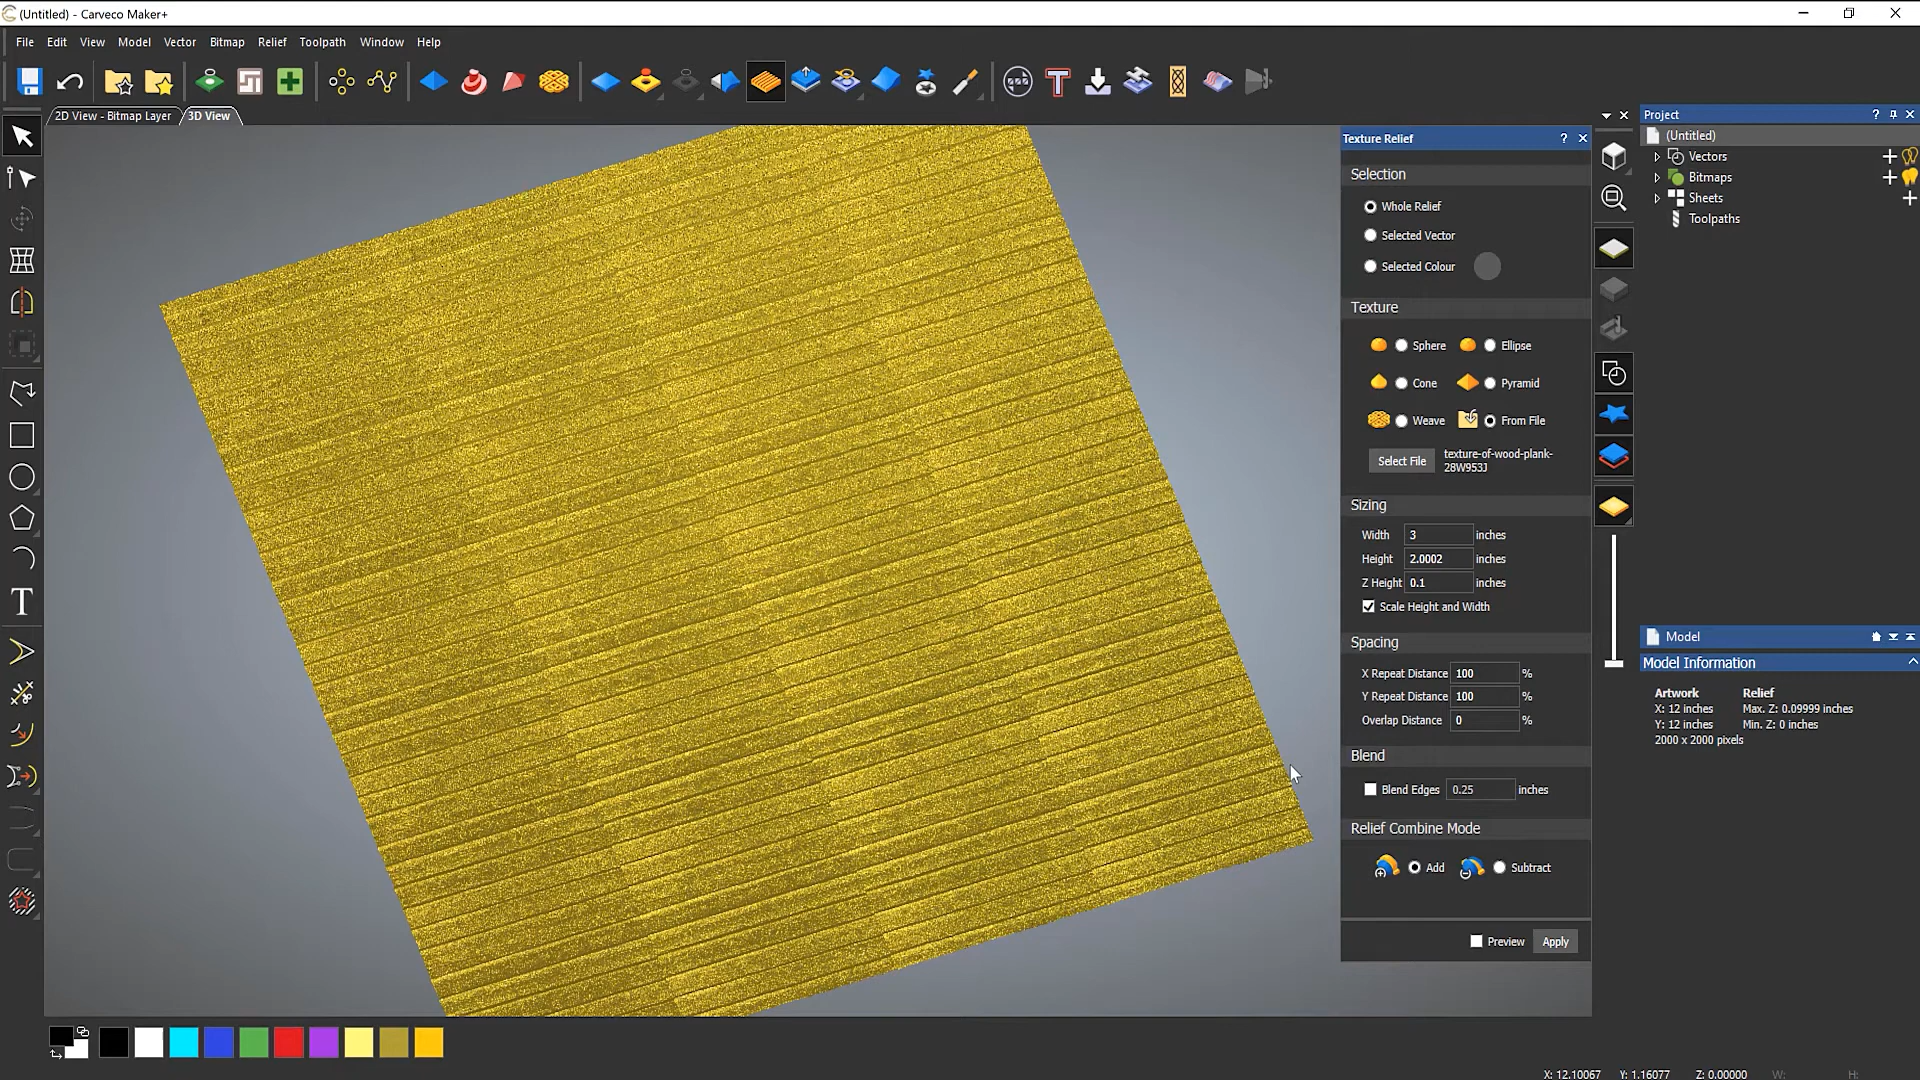 (Untitled) - Carveco Maker+
File Edit View Model Vector Bitmap Relief Toolpath Window Help
2D View - Bitmap Layer 3D View
Texture Relief ?
Selection
Whole Relief
Selected Vector
Selected Colour
Texture
Sphere Ellipse
Cone Pyramid
Weave From File
Select File texture-of-wood-plank-
28W953J
Sizing
Width 3 inches
Height 2.0002 inches
Z Height 0.1 inches
Scale Height and Width
Spacing
X Repeat Distance 100 %
Y Repeat Distance 100 %
Overlap Distance 0 %
Blend
Blend Edges 0.25 inches
Relief Combine Mode
Add Subtract
Preview Apply
Project ?
(Untitled)
Vectors
Bitmaps
Sheets
Toolpaths
Model
Model Information
Artwork Relief
X: 12 inches Max. Z: 0.09999 inches
Y: 12 inches Min. Z: 0 inches
2000 x 2000 pixels
X: 12.10067 Y: 1.16077 Z: 0.00000 W: H: